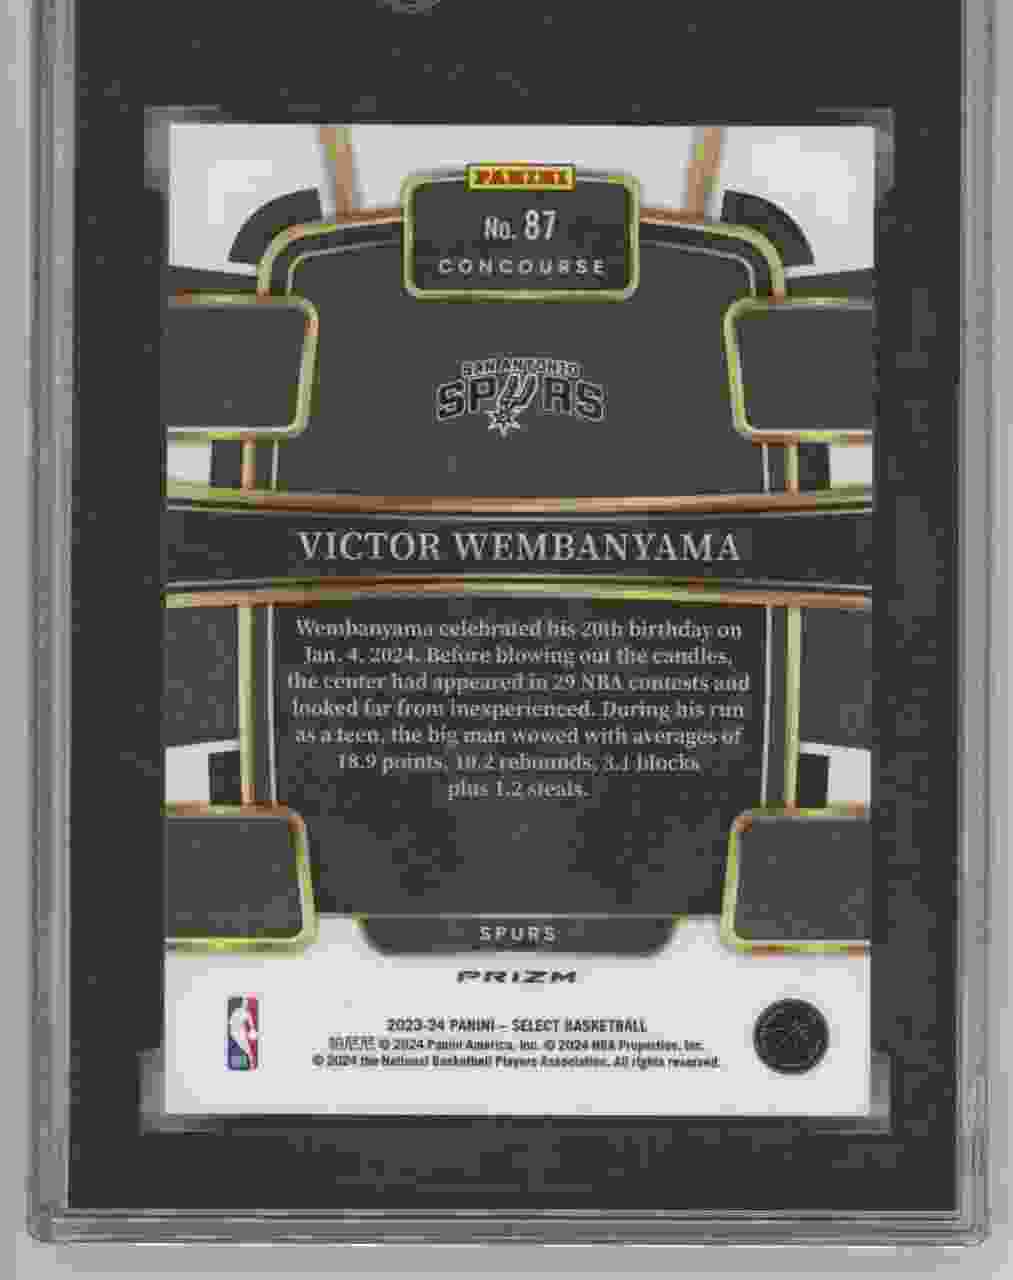 PANINI
No. 87
CONCOURSE
SAN ANTONIO
SPURS
VICTOR WEMBANYAMA
Wembanyama celebrated his 20th birthday on
Jan. 4, 2024. Before blowing out the candles,
the center had appeared in 29 NBA contests and
looked far from inexperienced. During his run
as a teen, the big man wowed with averages of
18.9 points, 10.2 rebounds, 3.1 blocks
plus 1.2 steals.
SPURS
PRIZM
2023-24 PANINI – SELECT BASKETBALL
© 2024 Panini America, Inc. © 2024 NBA Properties, Inc.
© 2024 the National Basketball Players Association. All rights reserved.